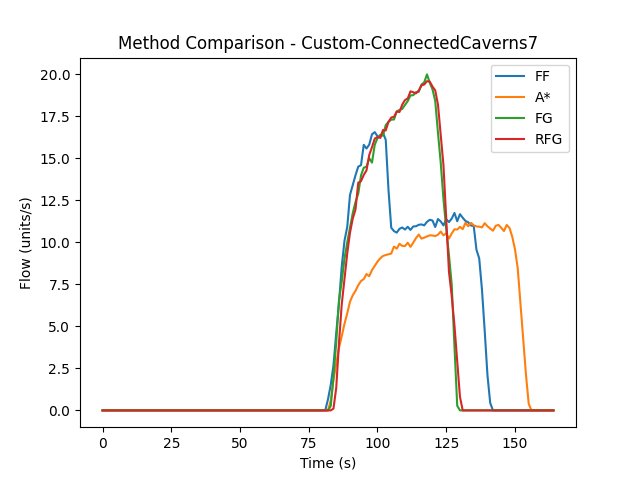 Method Comparison - Custom-ConnectedCaverns7
Flow (units/s)
20.0
17.5
15.0
12.5
10.0
7.5
5.0
2.5
0.0
FF
A*
FG
RFG
0 25 50 75 100 125 150
Time (s)